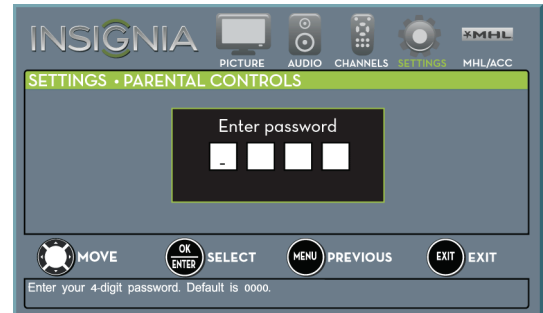 INSIGNIA
PICTURE AUDIO CHANNELS SETTINGS MHL/ACC
MHL
SETTINGS • PARENTAL CONTROLS
Enter password
_
MOVE OK ENTER SELECT MENU PREVIOUS EXIT EXIT
Enter your 4-digit password. Default is 0000.